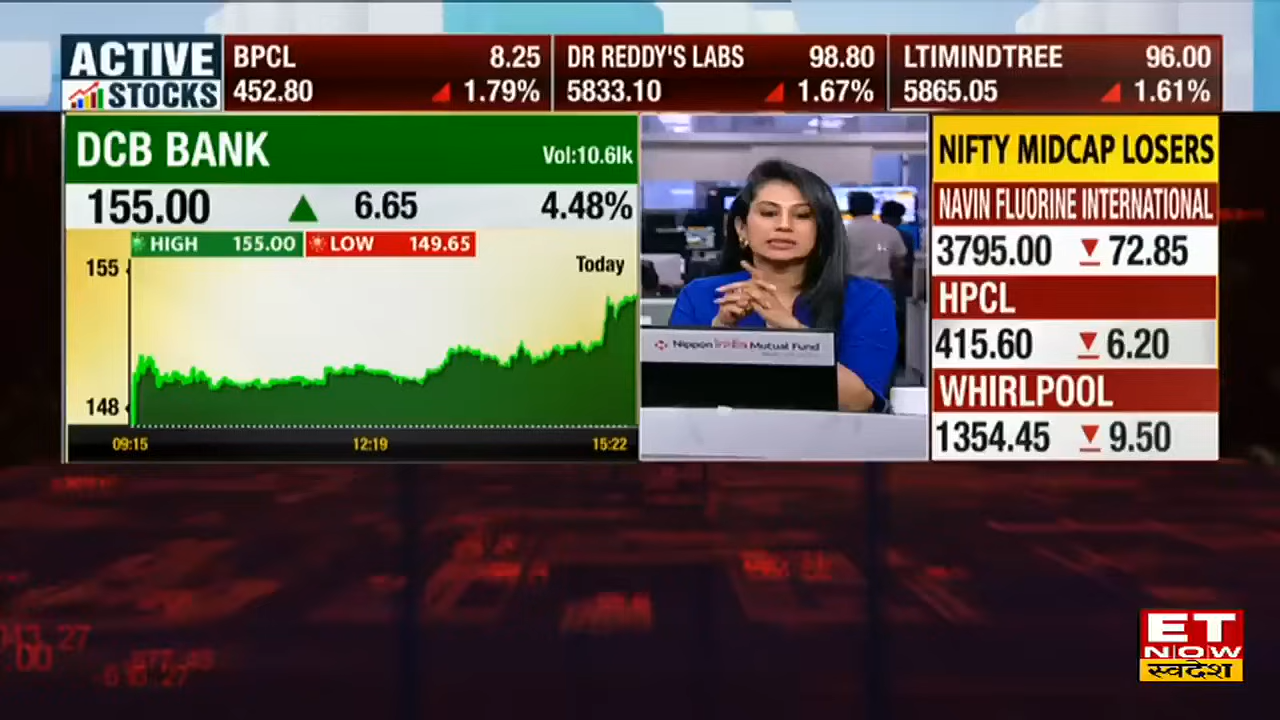 ACTIVE
STOCKS
BPCL 8.25
452.80 1.79%
DR REDDY'S LABS 98.80
5833.10 1.67%
LTIMINDTREE 96.00
5865.05 1.61%
DCB BANK Vol:10.6lk
155.00 6.65 4.48%
HIGH 155.00 LOW 149.65
Today
155
148
09:15 12:19 15:22
Nippon India Mutual Fund
NIFTY MIDCAP LOSERS
NAVIN FLUORINE INTERNATIONAL
3795.00 72.85
HPCL
415.60 6.20
WHIRLPOOL
1354.45 9.50
ET
NOW
स्वदेश